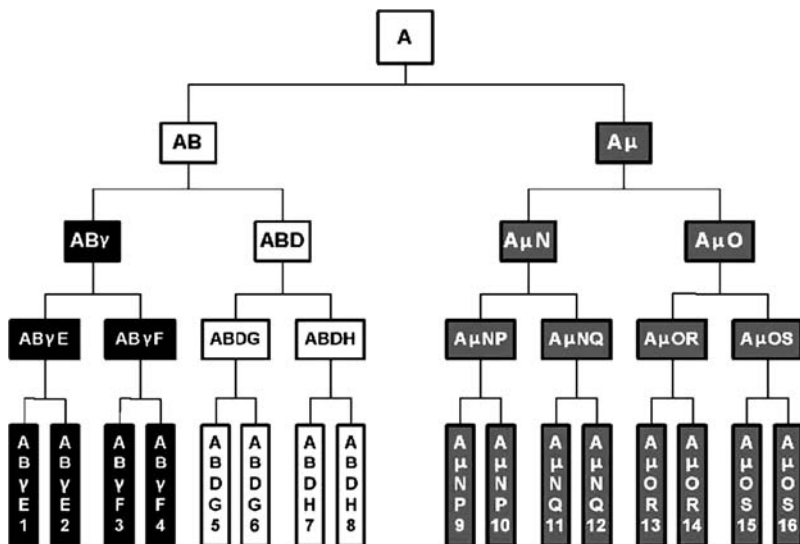 A
AB
Aμ
ABγ
ABD
AμN
AμO
ABγE
ABγF
ABDG
ABDH
AμNP
AμNQ
AμOR
AμOS
ABγE1
ABγE2
ABγF3
ABγF4
ABDG5
ABDG6
ABDH7
ABDH8
AμNP9
AμNP10
AμNQ11
AμNQ12
AμOR13
AμOR14
AμOS15
AμOS16